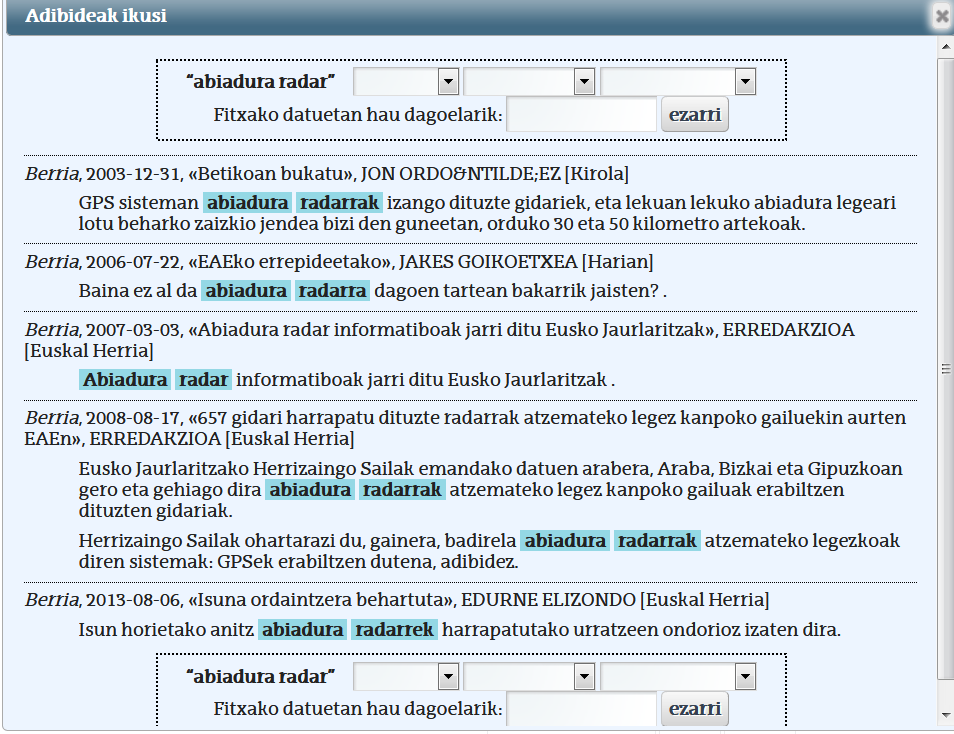 Adibideak ikusi
“abiadura radar”
Fitxako datuetan hau dagoelarik: ezarri
Berria, 2003-12-31, «Betikoan bukatu», JON ORDO&NTILDE;EZ [Kirola]
GPS sisteman abiadura radarrak izango dituzte gidariek, eta lekuan lekuko abiadura legeari
lotu beharko zaizkio jendea bizi den guneetan, orduko 30 eta 50 kilometro artekoak.
Berria, 2006-07-22, «EAEko errepideetako», JAKES GOIKOETXEA [Harian]
Baina ez al da abiadura radarra dagoen tartean bakarrik jaisten? .
Berria, 2007-03-03, «Abiadura radar informatiboak jarri ditu Eusko Jaurlaritzak», ERREDAKZIOA
[Euskal Herria]
Abiadura radar informatiboak jarri ditu Eusko Jaurlaritzak .
Berria, 2008-08-17, «657 gidari harrapatu dituzte radarrak atzemateko legez kanpoko gailuekin aurten
EAEn», ERREDAKZIOA [Euskal Herria]
Eusko Jaurlaritzako Herrizaingo Sailak emandako datuen arabera, Araba, Bizkai eta Gipuzkoan
gero eta gehiago dira abiadura radarrak atzemateko legez kanpoko gailuak erabiltzen
dituzten gidariak.
Herrizaingo Sailak ohartarazi du, gainera, badirela abiadura radarrak atzemateko legezkoak
diren sistemak: GPSek erabiltzen dutena, adibidez.
Berria, 2013-08-06, «Isuna ordaintzera behartuta», EDURNE ELIZONDO [Euskal Herria]
Isun horietako anitz abiadura radarrek harrapatutako urratzeen ondorioz izaten dira.
“abiadura radar”
Fitxako datuetan hau dagoelarik: ezarri